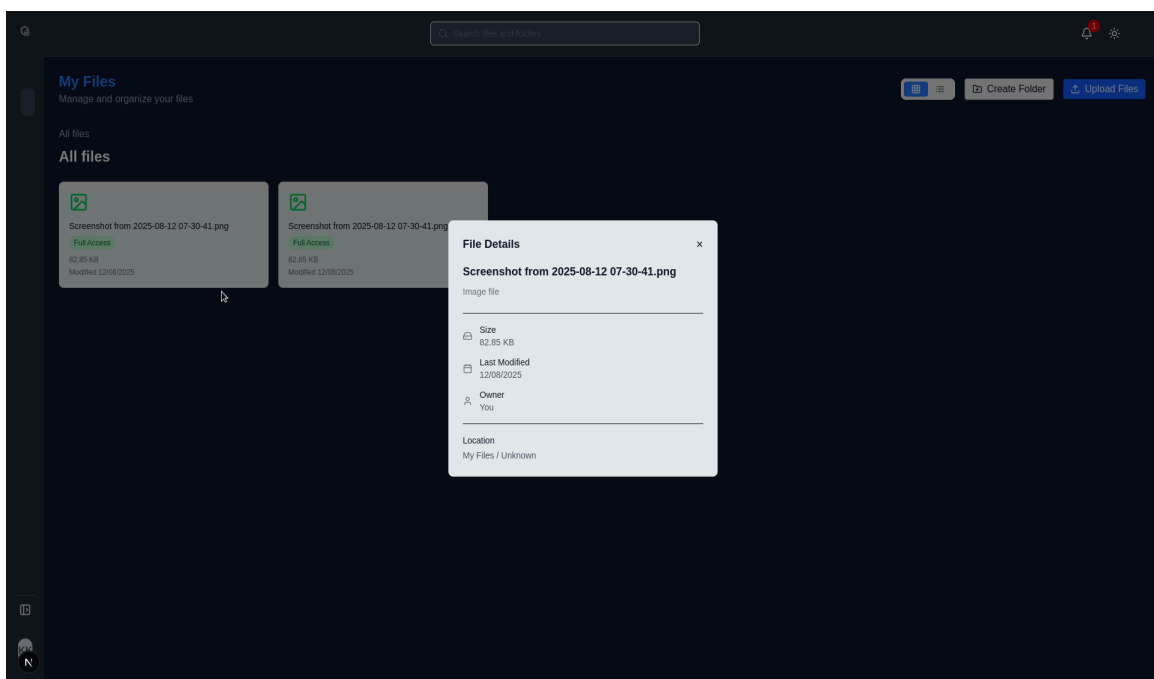 Search files and folders
1
My Files
Manage and organize your files
Create Folder
Upload Files
All files
All files
Screenshot from 2025-08-12 07-30-41.png
Full Access
82.85 KB
Modified 12/08/2025
Screenshot from 2025-08-12 07-30-41.png
Full Access
82.85 KB
Modified 12/08/2025
File Details
Screenshot from 2025-08-12 07-30-41.png
Image file
Size
82.85 KB
Last Modified
12/08/2025
Owner
You
Location
My Files / Unknown
N